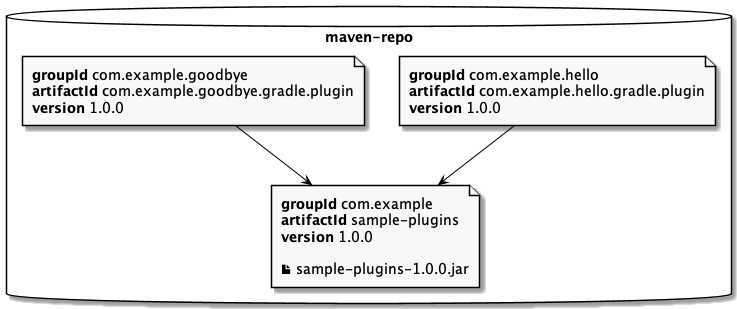 maven-repo
groupId com.example.goodbye
artifactId com.example.goodbye.gradle.plugin
version 1.0.0
groupId com.example.hello
artifactId com.example.hello.gradle.plugin
version 1.0.0
groupId com.example
artifactId sample-plugins
version 1.0.0
sample-plugins-1.0.0.jar